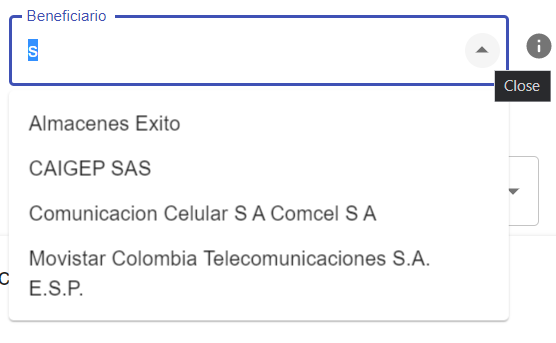 Beneficiario
s
Close
Almacenes Exito
CAIGEP SAS
Comunicacion Celular S A Comcel S A
Movistar Colombia Telecomunicaciones S.A.
E.S.P.